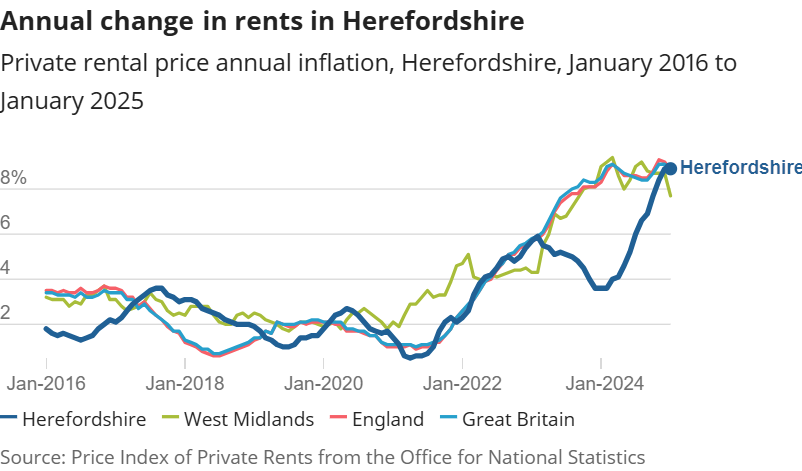 Annual change in rents in Herefordshire
Private rental price annual inflation, Herefordshire, January 2016 to
January 2025
8%
6
4
2
Herefordshire
Jan-2016 Jan-2018 Jan-2020 Jan-2022 Jan-2024
Herefordshire West Midlands England Great Britain
Source: Price Index of Private Rents from the Office for National Statistics